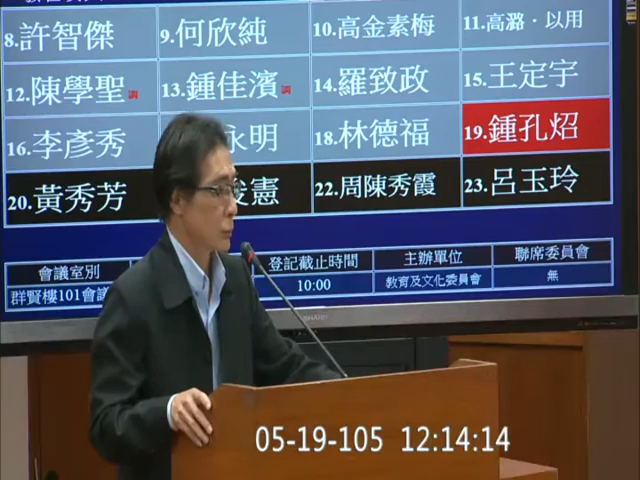 8.許智傑 9.何欣純 10.高金素梅 11.高潞．以用
12.陳學聖 13.鍾佳濱 14.羅致政 15.王定宇
16.李彥秀 永明 18.林德福 19.鍾孔炤
20.黃秀芳 憲 22.周陳秀霞 23.呂玉玲
會議室別 登記截止時間 主辦單位 聯席委員會
群賢樓101會議 10:00 教育及文化委員會 無
SHARP
05-19-105 12:14:14